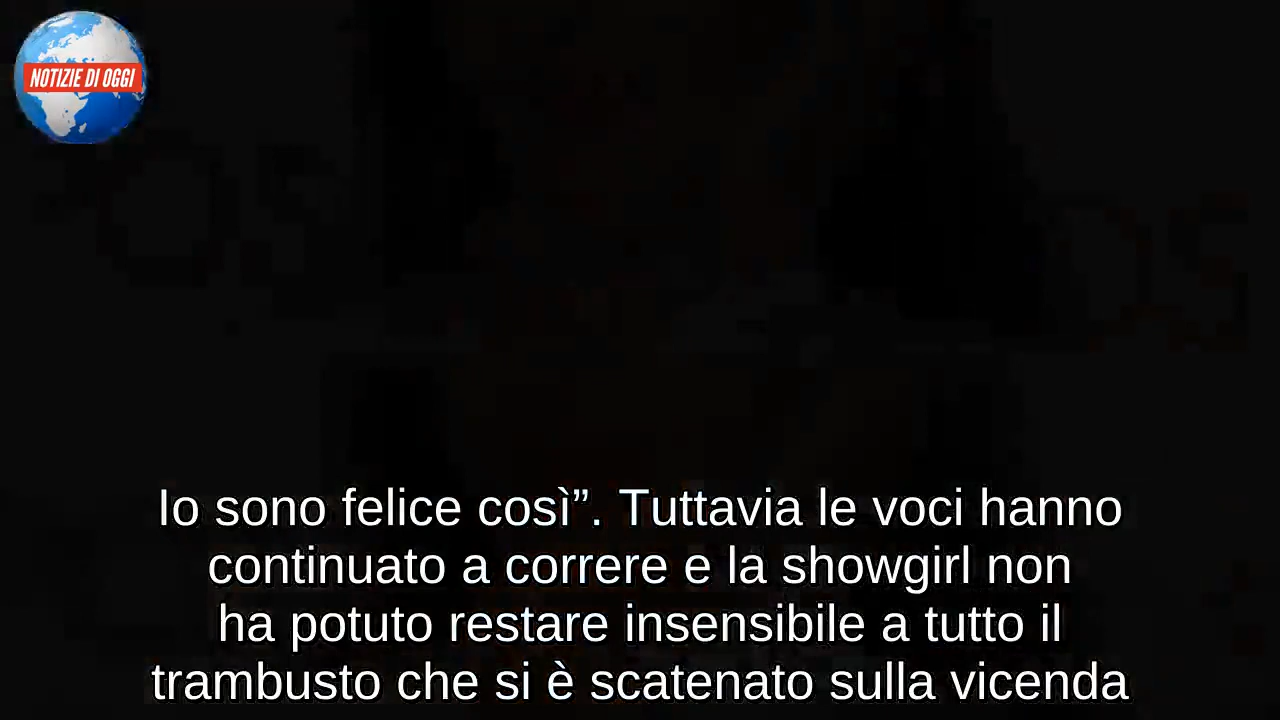 NOTIZIE DI OGGI
Io sono felice così”. Tuttavia le voci hanno
continuato a correre e la showgirl non
ha potuto restare insensibile a tutto il
trambusto che si è scatenato sulla vicenda